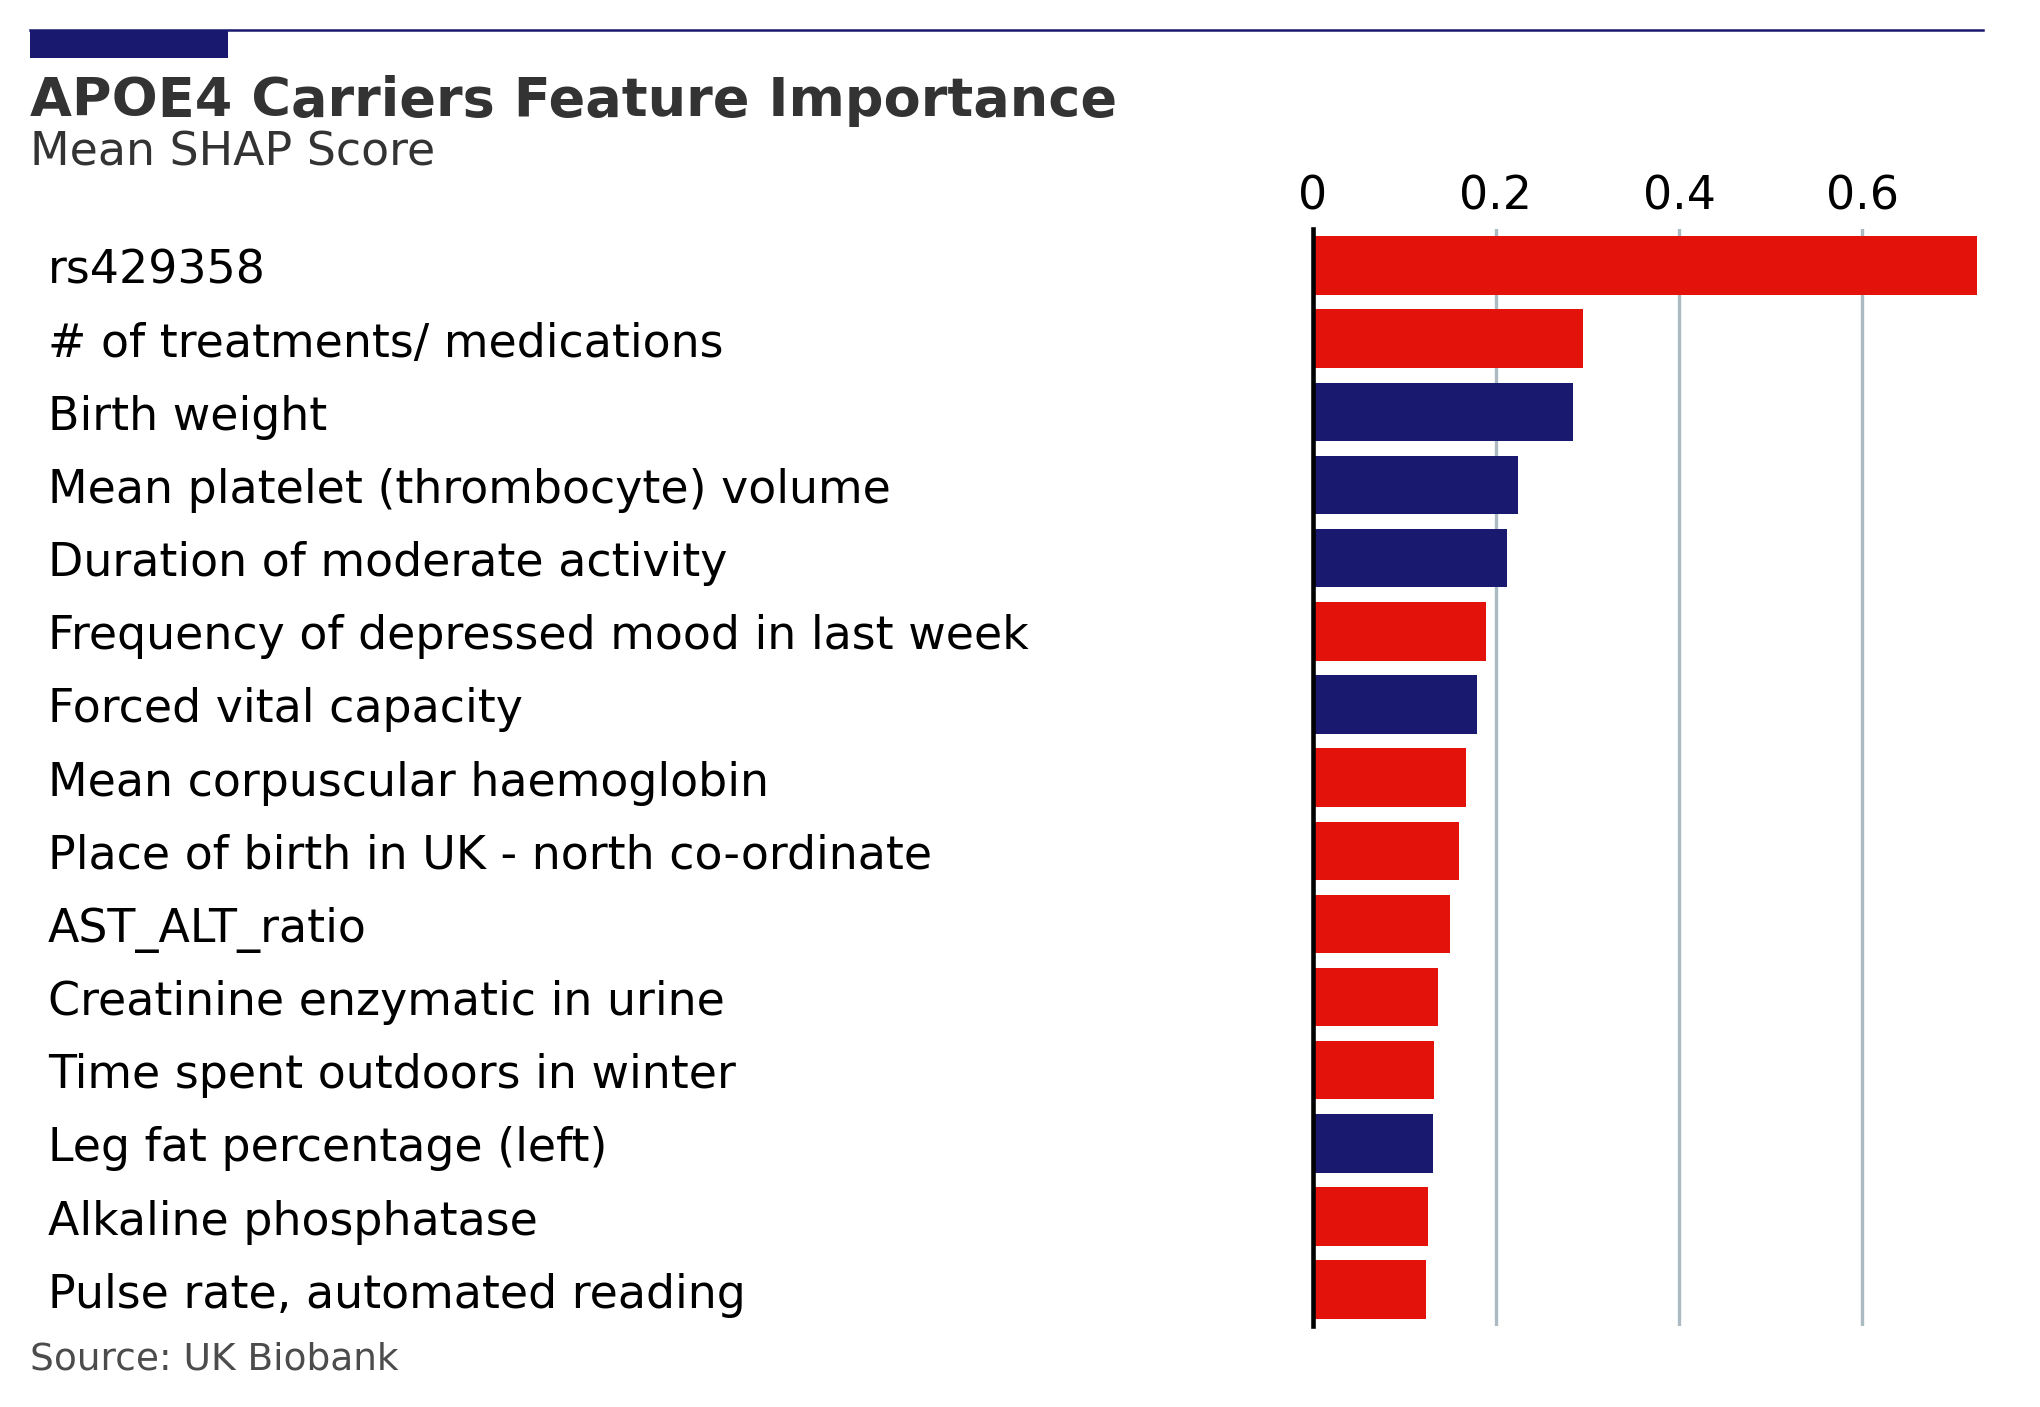 APOE4 Carriers Feature Importance
Mean SHAP Score
0 0.2 0.4 0.6
rs429358
# of treatments/ medications
Birth weight
Mean platelet (thrombocyte) volume
Duration of moderate activity
Frequency of depressed mood in last week
Forced vital capacity
Mean corpuscular haemoglobin
Place of birth in UK - north co-ordinate
AST_ALT_ratio
Creatinine enzymatic in urine
Time spent outdoors in winter
Leg fat percentage (left)
Alkaline phosphatase
Pulse rate, automated reading
Source: UK Biobank